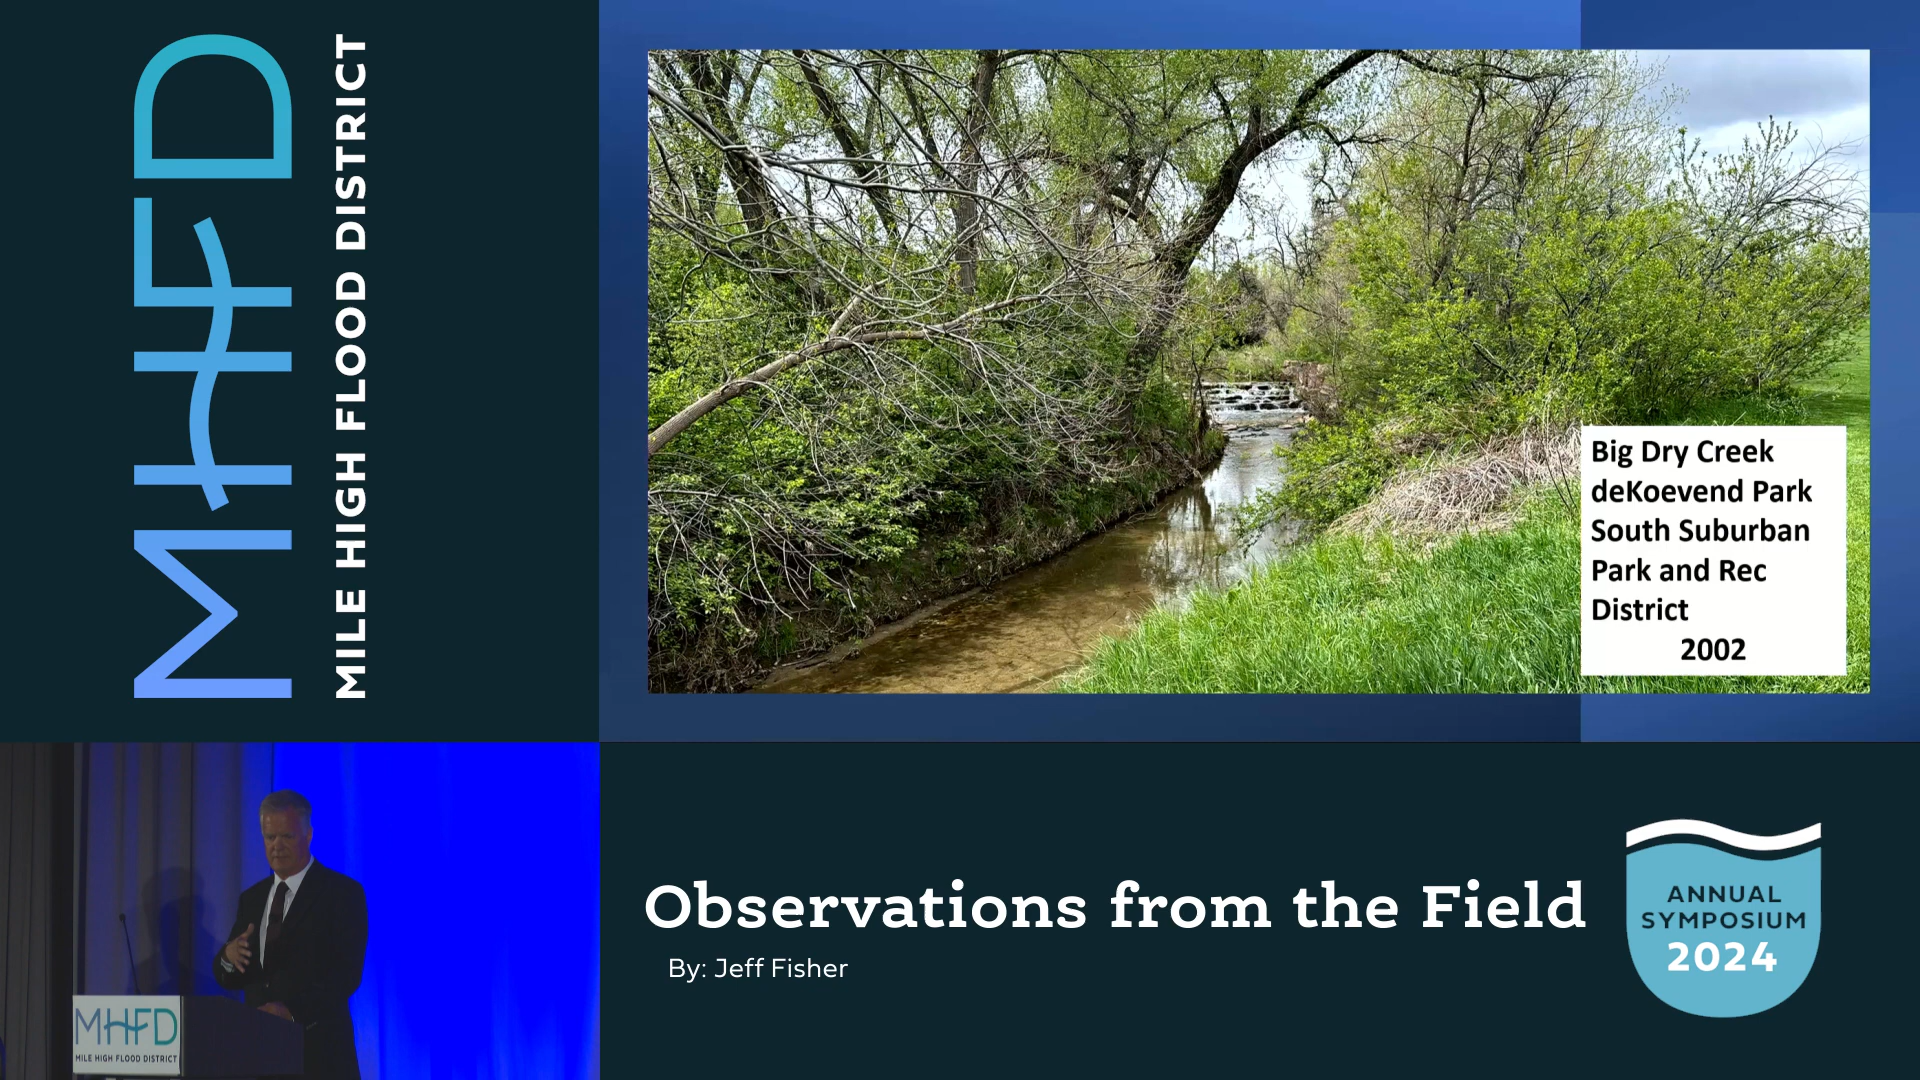 MHFD
MILE HIGH FLOOD DISTRICT
Big Dry Creek
deKoevend Park
South Suburban
Park and Rec
District
2002
MHFD
MILE HIGH FLOOD DISTRICT
Observations from the Field
By: Jeff Fisher
ANNUAL
SYMPOSIUM
2024